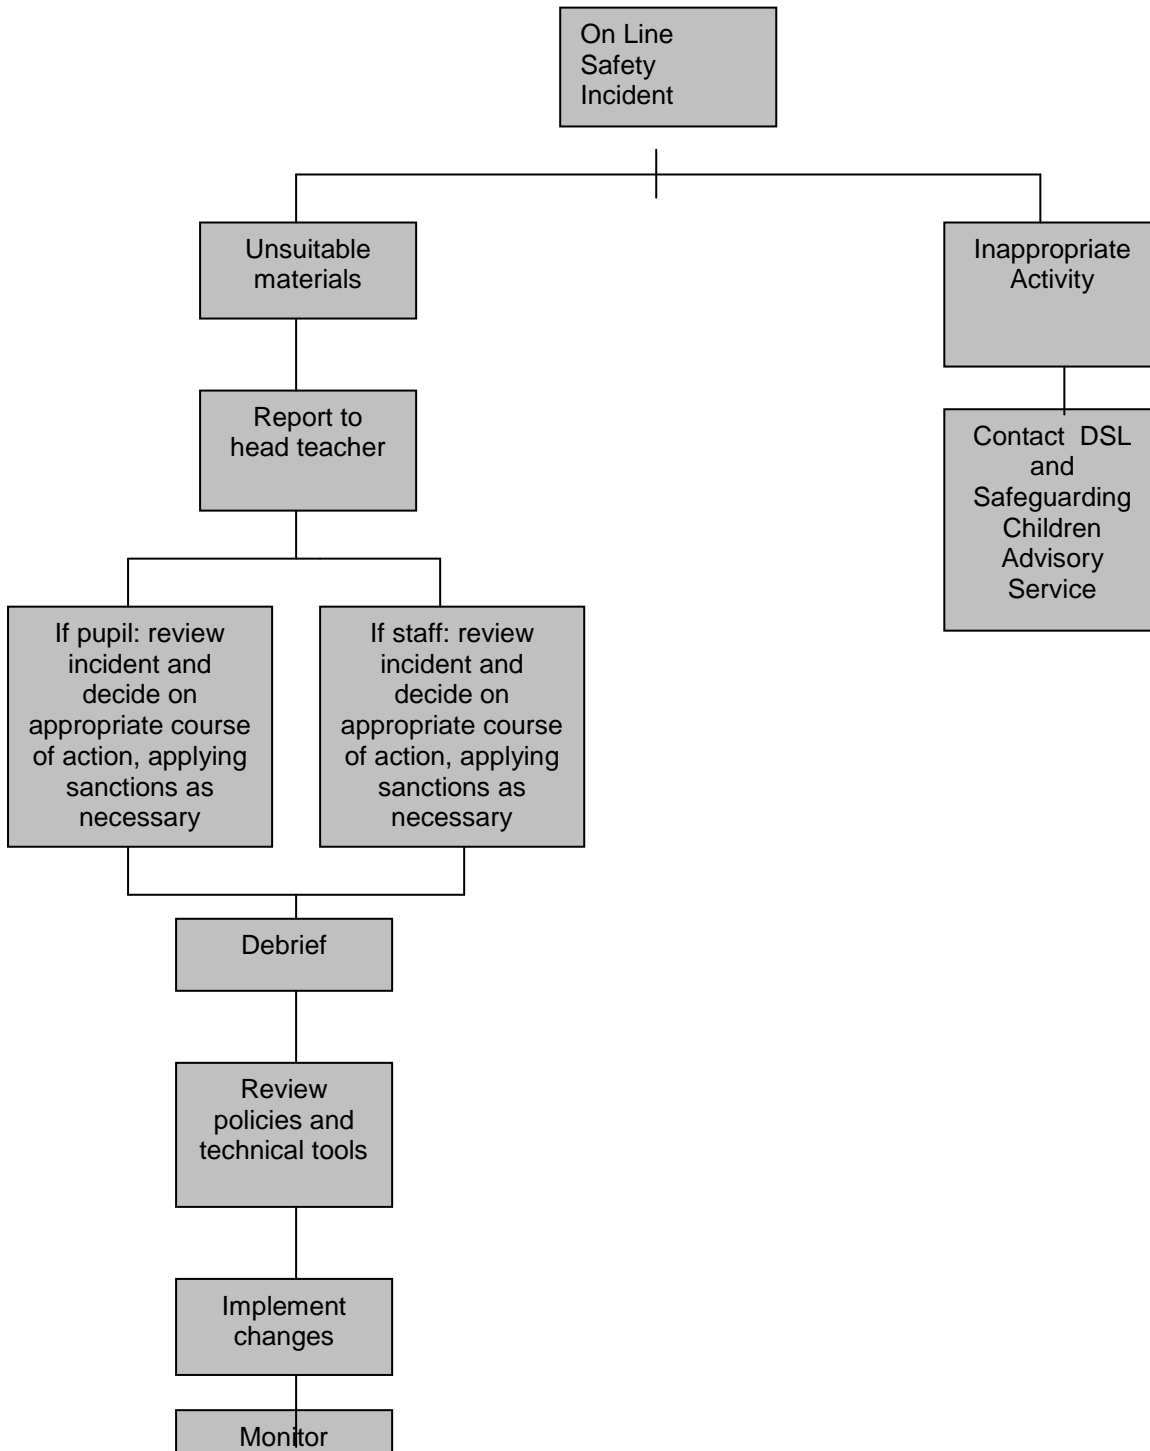 On Line
Safety
Incident
Unsuitable
materials
Inappropriate
Activity
Report to
head teacher
Contact DSL
and
Safeguarding
Children
Advisory
Service
If pupil: review
incident and
decide on
appropriate course
of action, applying
sanctions as
necessary
If staff: review
incident and
decide on
appropriate course
of action, applying
sanctions as
necessary
Debrief
Review
policies and
technical tools
Implement
changes
Monitor